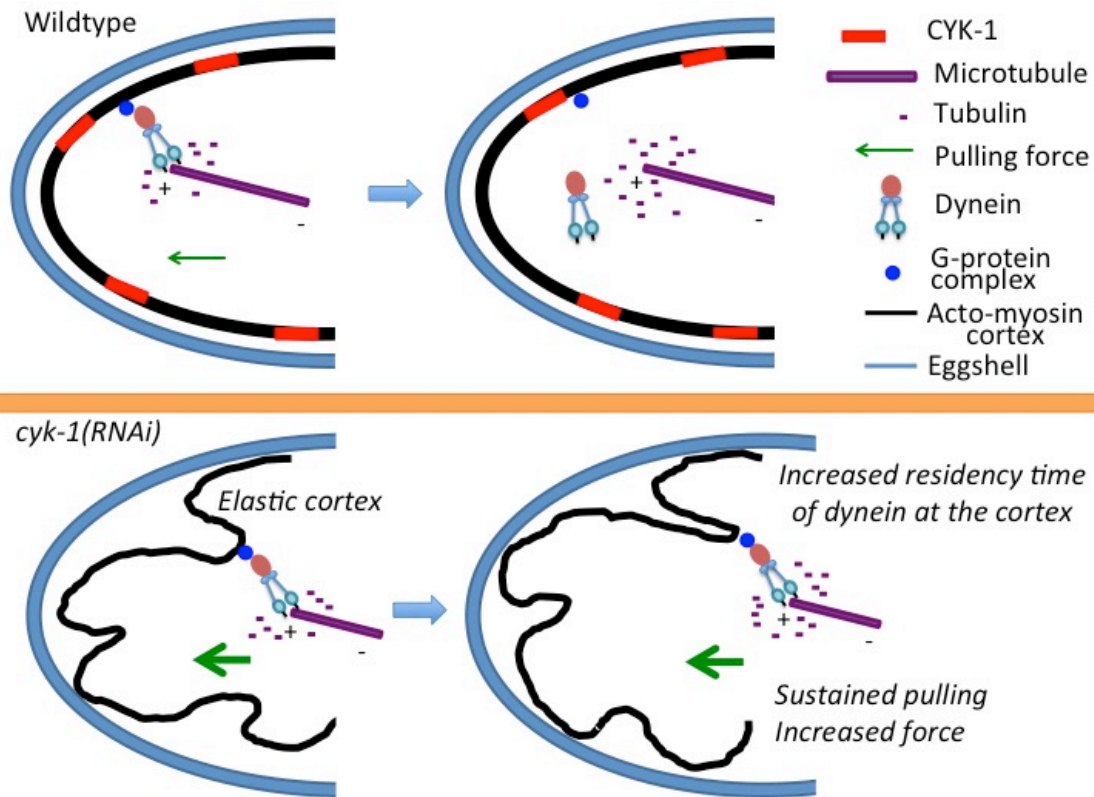 Wildtype
+
-
+
-
CYK-1
Microtubule
Tubulin
Pulling force
Dynein
G-protein
complex
Acto-myosin
cortex
Eggshell
cyk-1(RNAi)
Elastic cortex
+
-
Increased residency time
of dynein at the cortex
+
-
Sustained pulling
Increased force